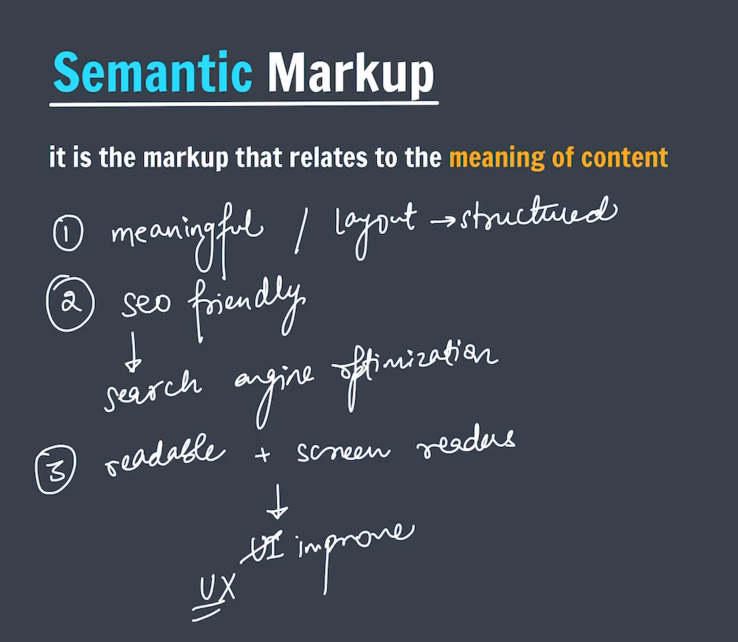 Semantic Markup
it is the markup that relates to the meaning of content
1 meaningful / layout → structured
2 seo friendly
↓
search engine optimization
3 readable + screen readers
↓
UI improve
UX